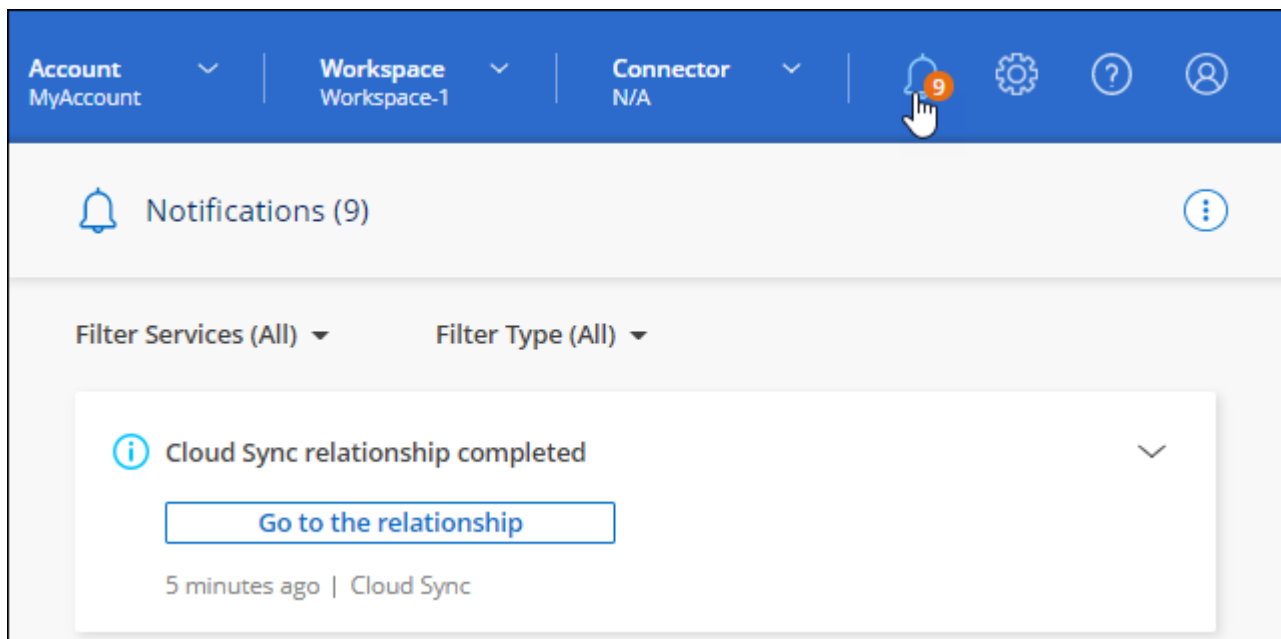 Account Workspace Connector
MyAccount Workspace-1 N/A
9
Notifications (9)
Filter Services (All) Filter Type (All)
Cloud Sync relationship completed
Go to the relationship
5 minutes ago | Cloud Sync